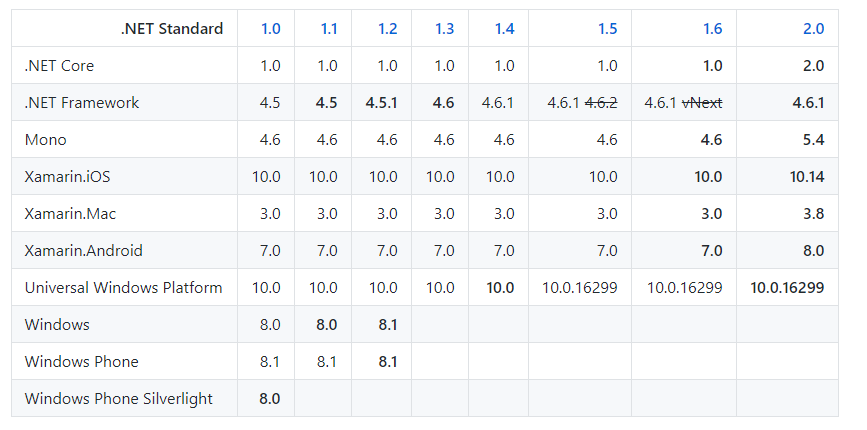 .NET Standard 1.0 1.1 1.2 1.3 1.4 1.5 1.6 2.0
.NET Core 1.0 1.0 1.0 1.0 1.0 1.0 1.0 2.0
.NET Framework 4.5 4.5 4.5.1 4.6 4.6.1 4.6.1 4.6.2 4.6.1 vNext 4.6.1
Mono 4.6 4.6 4.6 4.6 4.6 4.6 4.6 5.4
Xamarin.iOS 10.0 10.0 10.0 10.0 10.0 10.0 10.0 10.14
Xamarin.Mac 3.0 3.0 3.0 3.0 3.0 3.0 3.0 3.8
Xamarin.Android 7.0 7.0 7.0 7.0 7.0 7.0 7.0 8.0
Universal Windows Platform 10.0 10.0 10.0 10.0 10.0 10.0.16299 10.0.16299 10.0.16299
Windows 8.0 8.0 8.1
Windows Phone 8.1 8.1 8.1
Windows Phone Silverlight 8.0